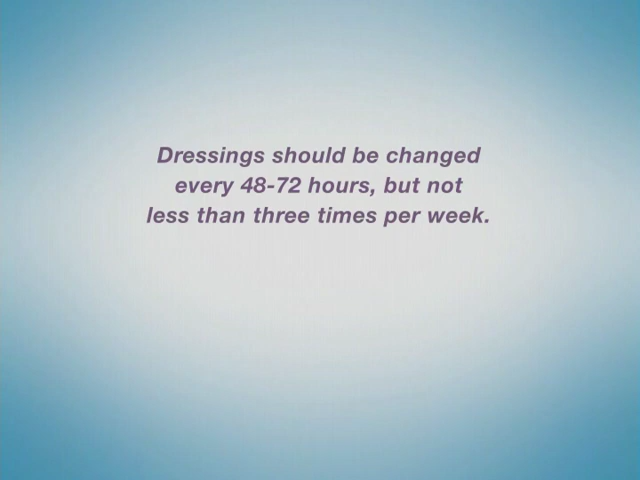 Dressings should be changed
every 48-72 hours, but not
less than three times per week.